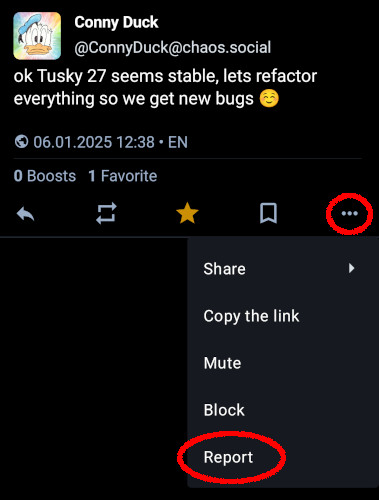 Conny Duck
@ConnyDuck@chaos.social
ok Tusky 27 seems stable, lets refactor
everything so we get new bugs ☺️
06.01.2025 12:38 • EN
0 Boosts 1 Favorite
Share
Copy the link
Mute
Block
Report